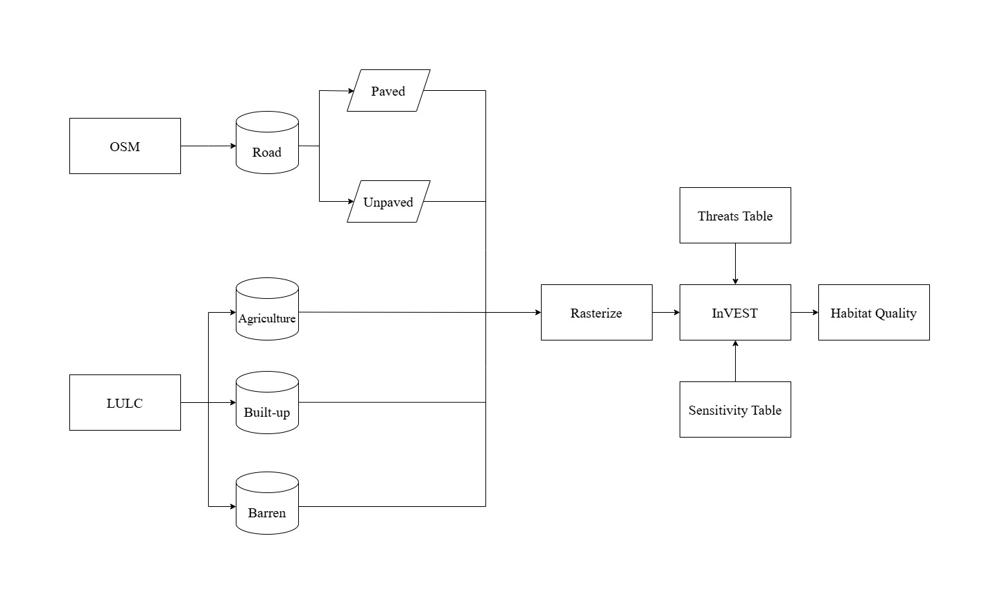 Paved
OSM
Road
Unpaved
Threats Table
Agriculture
Rasterize
InVEST
Habitat Quality
LULC
Built-up
Sensitivity Table
Barren